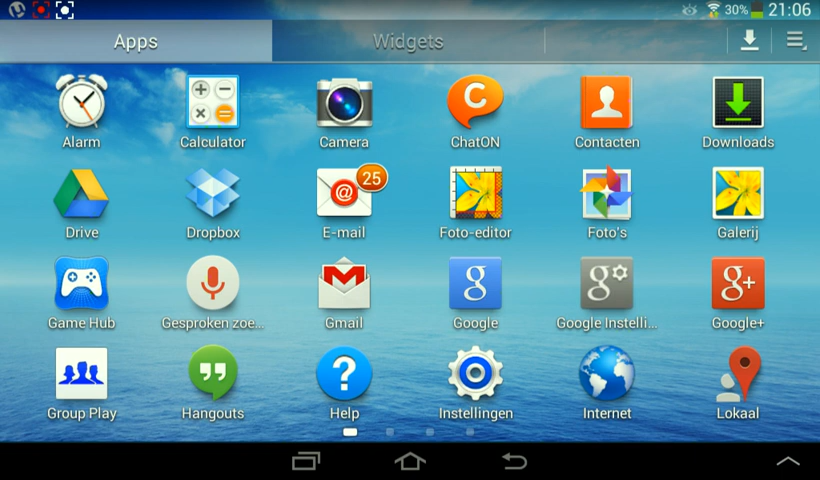 30% 21:06
Apps Widgets
Alarm Calculator Camera ChatON Contacten Downloads
25
Drive Dropbox E-mail Foto-editor Foto's Galerij
Game Hub Gesproken zoe... Gmail Google Google Instelli... Google+
Group Play Hangouts Help Instellingen Internet Lokaal